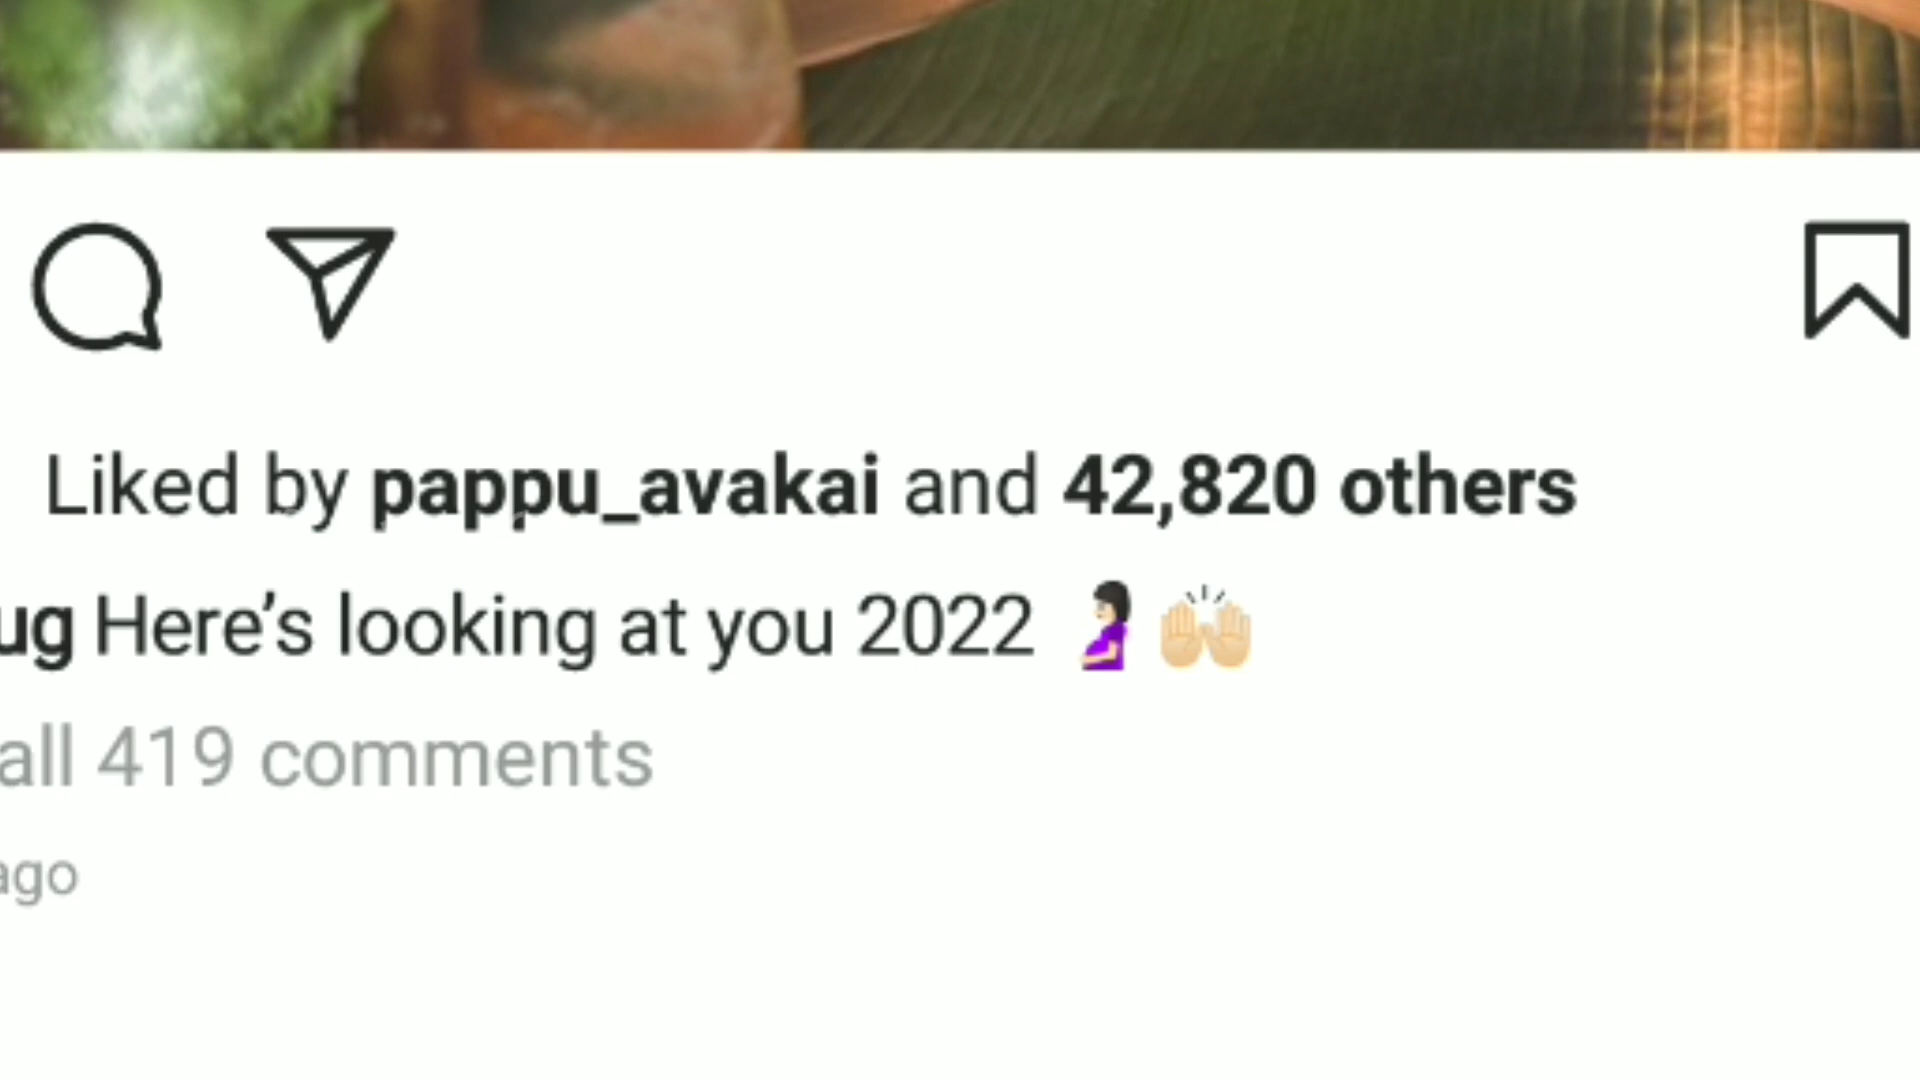 Liked by pappu_avakai and 42,820 others
ug Here’s looking at you 2022 🤰🏻🙌🏻
all 419 comments
ago